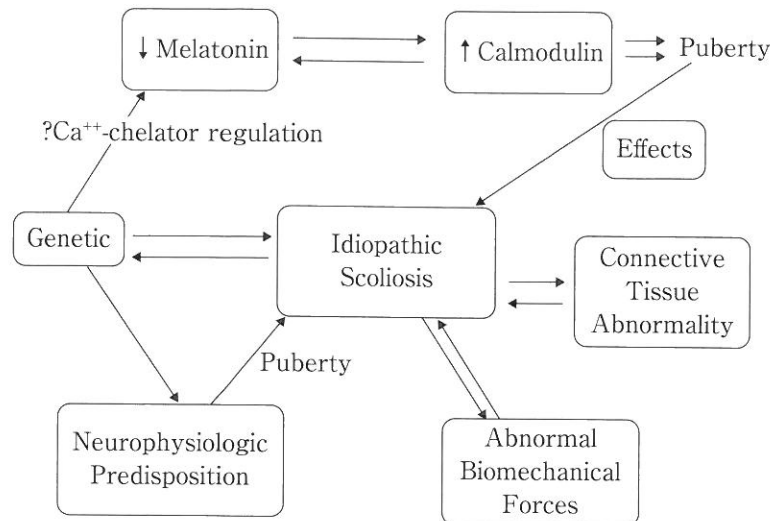 ↓ Melatonin
↑ Calmodulin
Puberty
?Ca⁺⁺-chelator regulation
Effects
Genetic
Idiopathic
Scoliosis
Connective
Tissue
Abnormality
Puberty
Neurophysiologic
Predisposition
Abnormal
Biomechanical
Forces